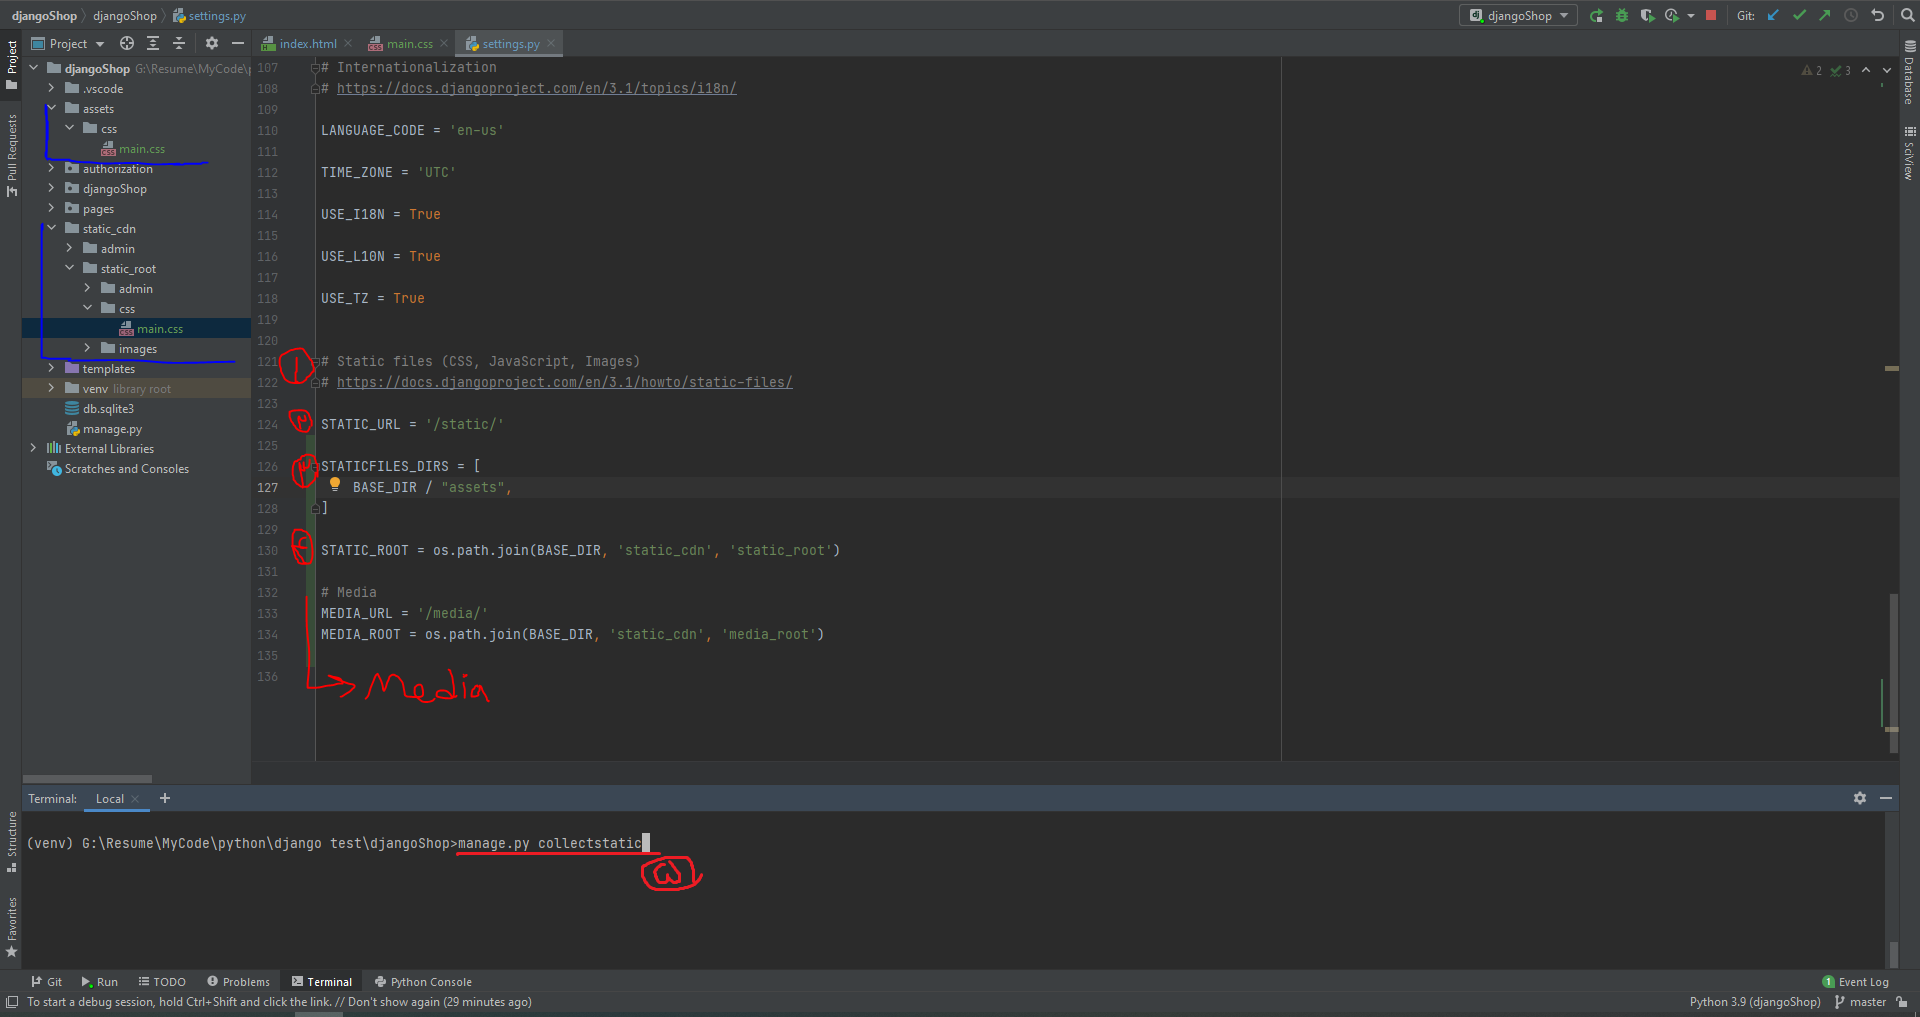 djangoShop djangoShop settings.py
djangoShop
Git:
Project
index.html
main.css
settings.py
Project
Pull Requests
Structure
Favorites
Database
SciView
djangoShop G:\Resume\MyCode\p
.vscode
assets
css
main.css
authorization
djangoShop
pages
static_cdn
admin
static_root
admin
css
main.css
images
templates
venv library root
db.sqlite3
manage.py
External Libraries
Scratches and Consoles
2 3
107 # Internationalization
108 # https://docs.djangoproject.com/en/3.1/topics/i18n/
109
110 LANGUAGE_CODE = 'en-us'
111
112 TIME_ZONE = 'UTC'
113
114 USE_I18N = True
115
116 USE_L10N = True
117
118 USE_TZ = True
119
120
121 # Static files (CSS, JavaScript, Images)
122 # https://docs.djangoproject.com/en/3.1/howto/static-files/
123
124 STATIC_URL = '/static/'
125
126 STATICFILES_DIRS = [
127 BASE_DIR / "assets",
128 ]
129
130 STATIC_ROOT = os.path.join(BASE_DIR, 'static_cdn', 'static_root')
131
132 # Media
133 MEDIA_URL = '/media/'
134 MEDIA_ROOT = os.path.join(BASE_DIR, 'static_cdn', 'media_root')
135
136
Media
Terminal: Local
(venv) G:\Resume\MyCode\python\django test\djangoShop>manage.py collectstatic
Git Run TODO Problems Terminal Python Console
1 Event Log
To start a debug session, hold Ctrl+Shift and click the link. // Don't show again (29 minutes ago)
Python 3.9 (djangoShop) master